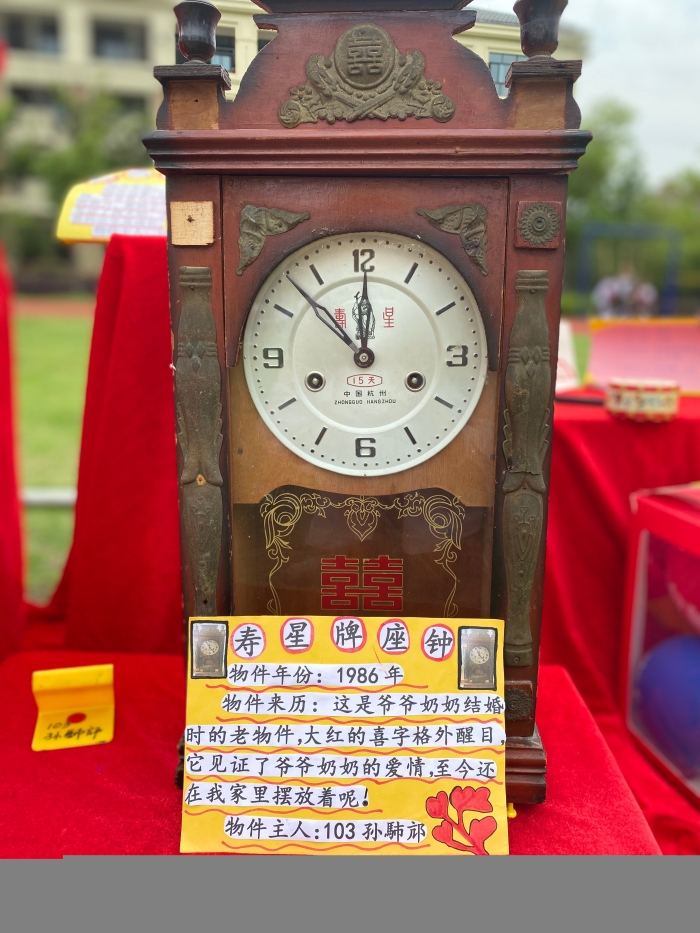 囍
12
壽 星
9 3
15天
中国杭州
ZHONGGUO HANGZHOU
6
囍
寿星牌座钟
物件年份：1986年
物件来历：这是爷爷奶奶结婚
时的老物件,大红的喜字格外醒目,
它见证了爷爷奶奶的爱情,至今还
在我家里摆放着呢!
物件主人:103孙
103